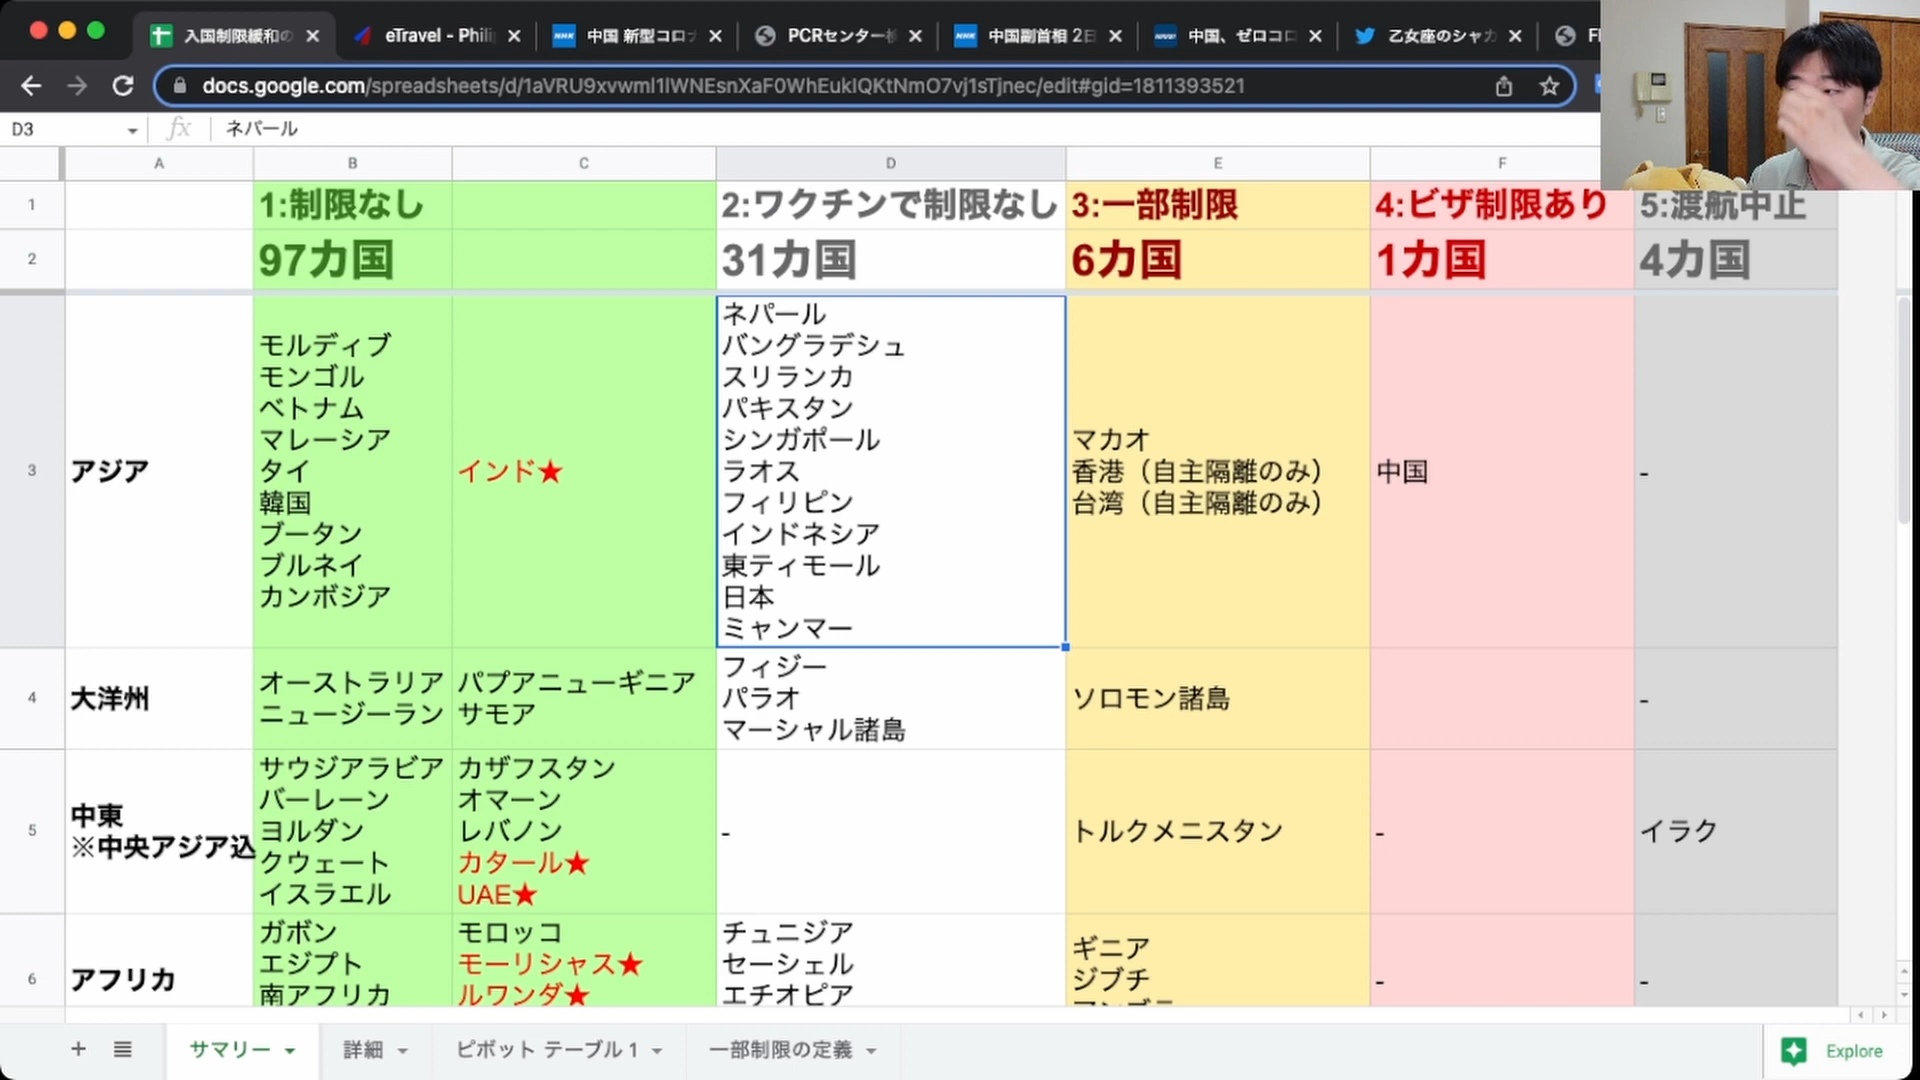 入国制限緩和の
eTravel - Phili
中国 新型コロナ
PCRセンター検
中国副首相 2日
中国、ゼロコロ
乙女座のシャカ
docs.google.com/spreadsheets/d/1aVRU9xvwml1lWNEsnXaF0WhEuklQKtNmO7vj1sTjnec/edit#gid=1811393521
D3
fx
ネパール
A B C D E F
1
1:制限なし
2:ワクチンで制限なし
3:一部制限
4:ビザ制限あり
5:渡航中止
2
97カ国
31カ国
6カ国
1カ国
4カ国
3
アジア
モルディブ
モンゴル
ベトナム
マレーシア
タイ
韓国
ブータン
ブルネイ
カンボジア
インド★
ネパール
バングラデシュ
スリランカ
パキスタン
シンガポール
ラオス
フィリピン
インドネシア
東ティモール
日本
ミャンマー
マカオ
香港（自主隔離のみ）
台湾（自主隔離のみ）
中国
-
4
大洋州
オーストラリア
ニュージーラン
パプアニューギニア
サモア
フィジー
パラオ
マーシャル諸島
ソロモン諸島
-
5
中東
※中央アジア込
サウジアラビア
バーレーン
ヨルダン
クウェート
イスラエル
カザフスタン
オマーン
レバノン
カタール★
UAE★
-
トルクメニスタン
-
イラク
6
アフリカ
ガボン
エジプト
南アフリカ
モロッコ
モーリシャス★
ルワンダ★
チュニジア
セーシェル
エチオピア
ギニア
ジブチ
-
-
サマリー
詳細
ピボット テーブル 1
一部制限の定義
Explore